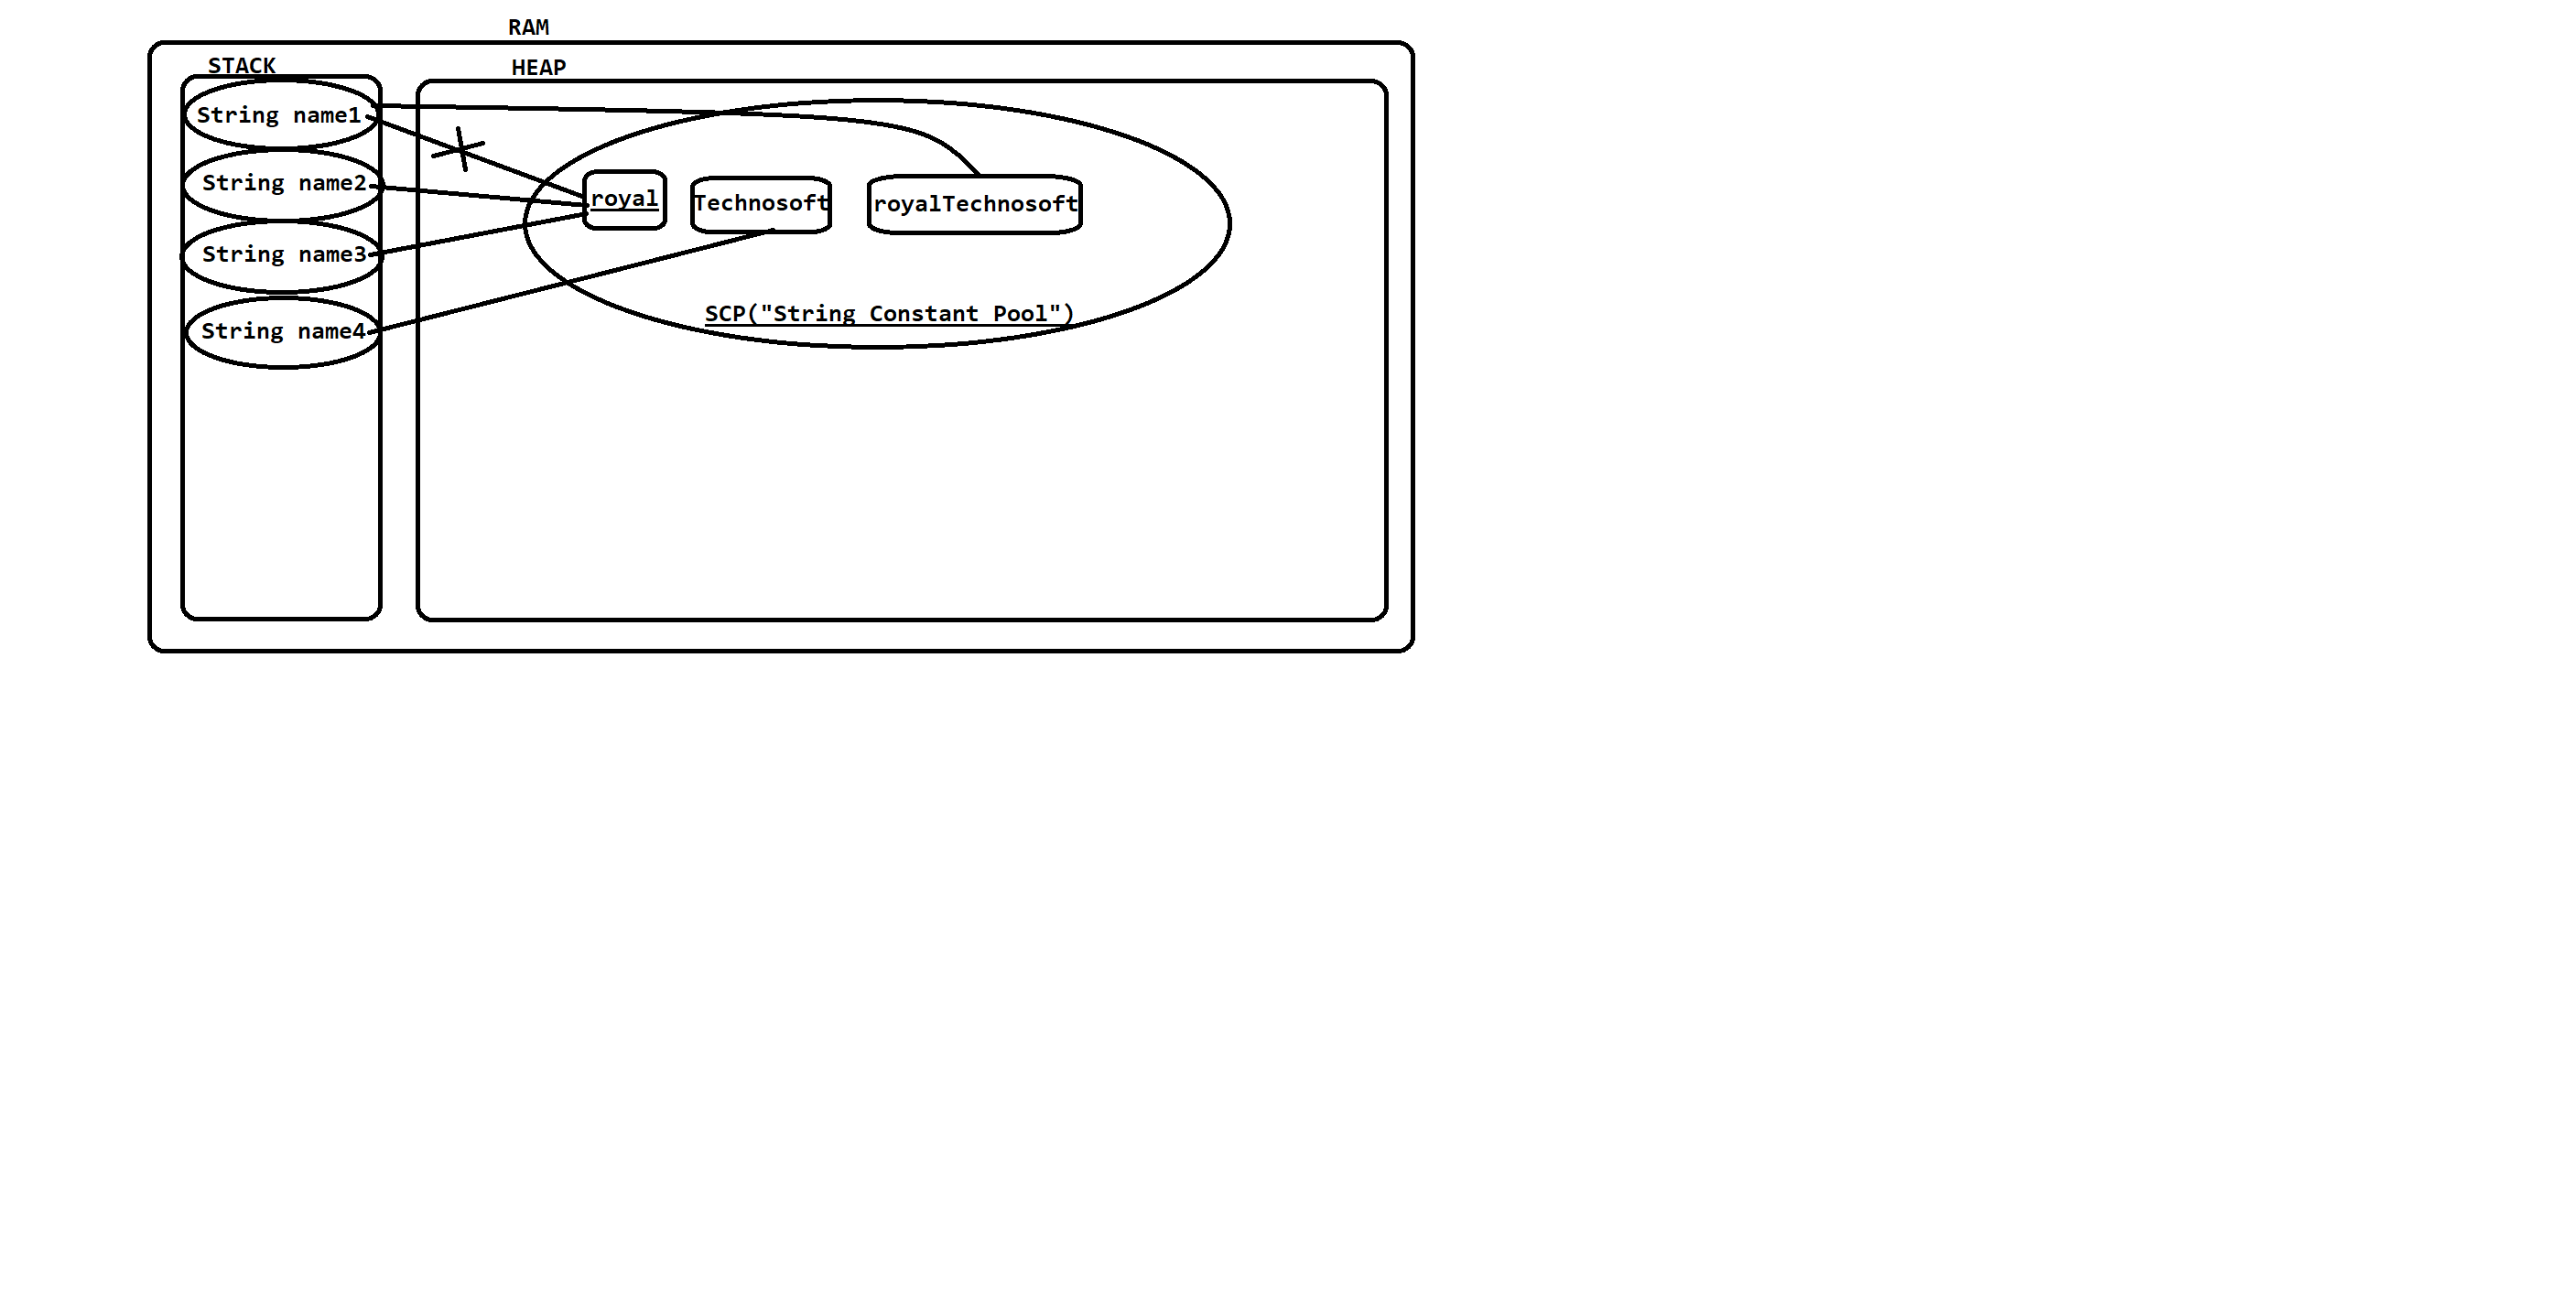 RAM
STACK
HEAP
String name1
String name2
String name3
String name4
royal
Technosoft
royalTechnosoft
SCP("String Constant Pool")